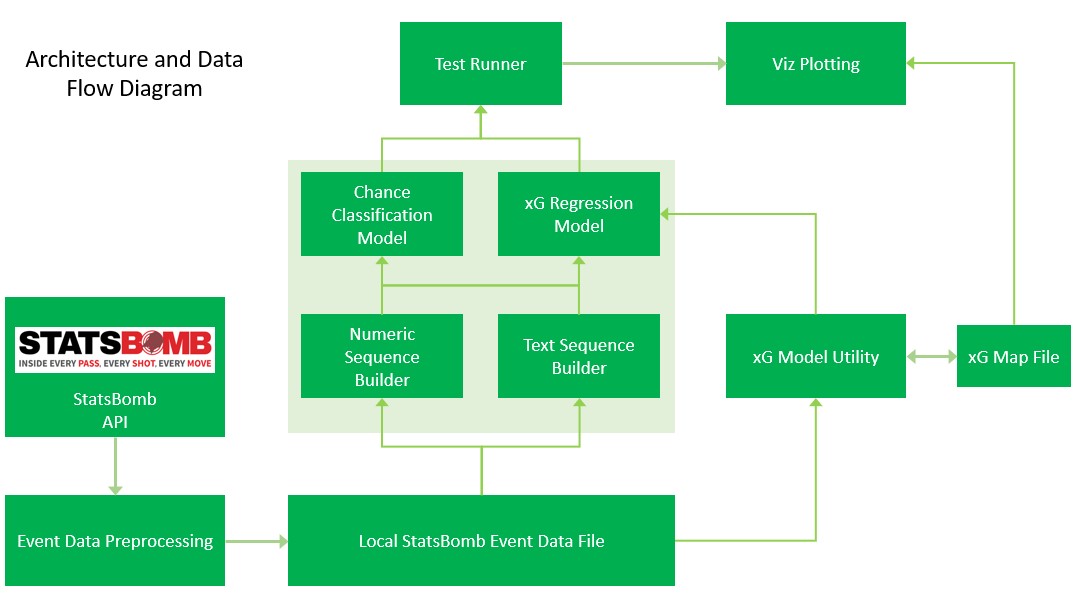 Architecture and Data
Flow Diagram
Test Runner
Viz Plotting
Chance
Classification
Model
xG Regression
Model
STATSBOMB
INSIDE EVERY PASS, EVERY SHOT, EVERY MOVE
StatsBomb
API
Numeric
Sequence
Builder
Text Sequence
Builder
xG Model Utility
xG Map File
Event Data Preprocessing
Local StatsBomb Event Data File